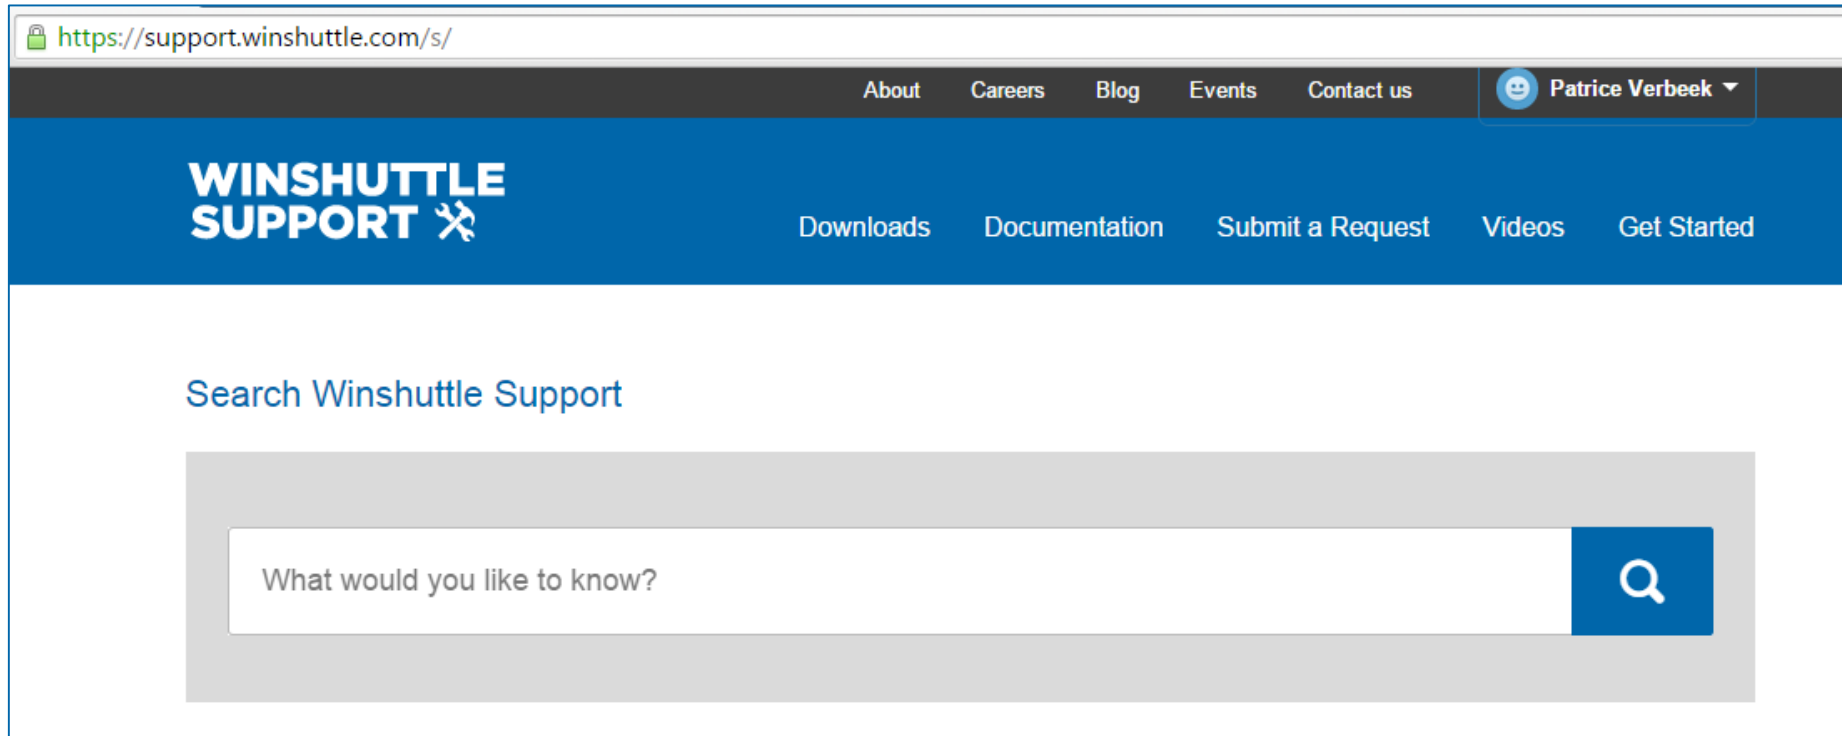 https://support.winshuttle.com/s/
About Careers Blog Events Contact us Patrice Verbeek
WINSHUTTLE
SUPPORT
Downloads Documentation Submit a Request Videos Get Started
Search Winshuttle Support
What would you like to know?